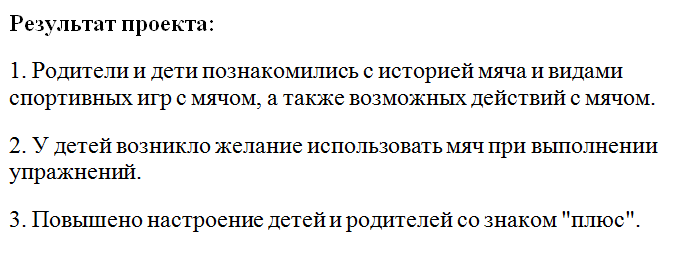 Результат проекта:
1. Родители и дети познакомились с историей мяча и видами
спортивных игр с мячом, а также возможных действий с мячом.
2. У детей возникло желание использовать мяч при выполнении
упражнений.
3. Повышено настроение детей и родителей со знаком "плюс".